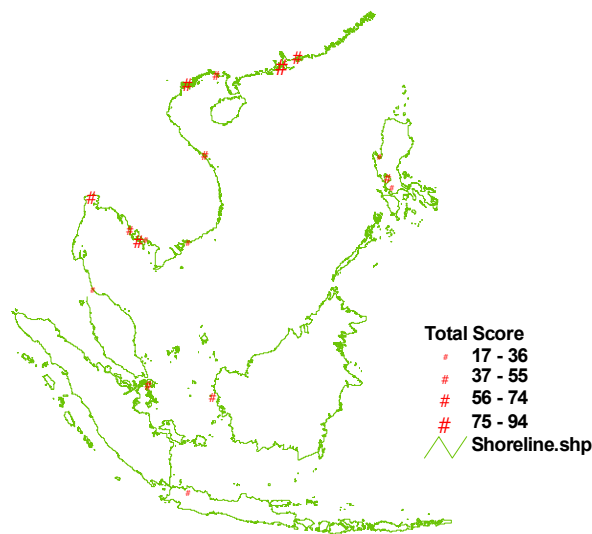 Total Score
# 17 - 36
# 37 - 55
# 56 - 74
# 75 - 94
Shoreline.shp